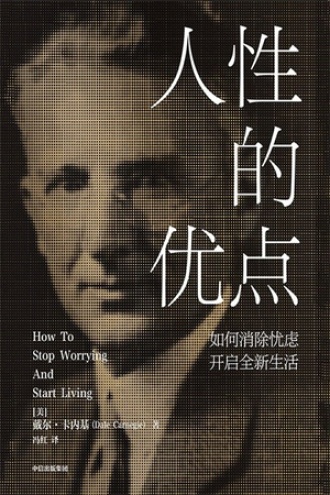 人性
的
优点
如何消除忧虑
开启全新生活
How To
Stop Worrying
And
Start Living
[美]
戴尔·卡内基 (Dale Carnegie) 著
冯红 译
中信出版集团